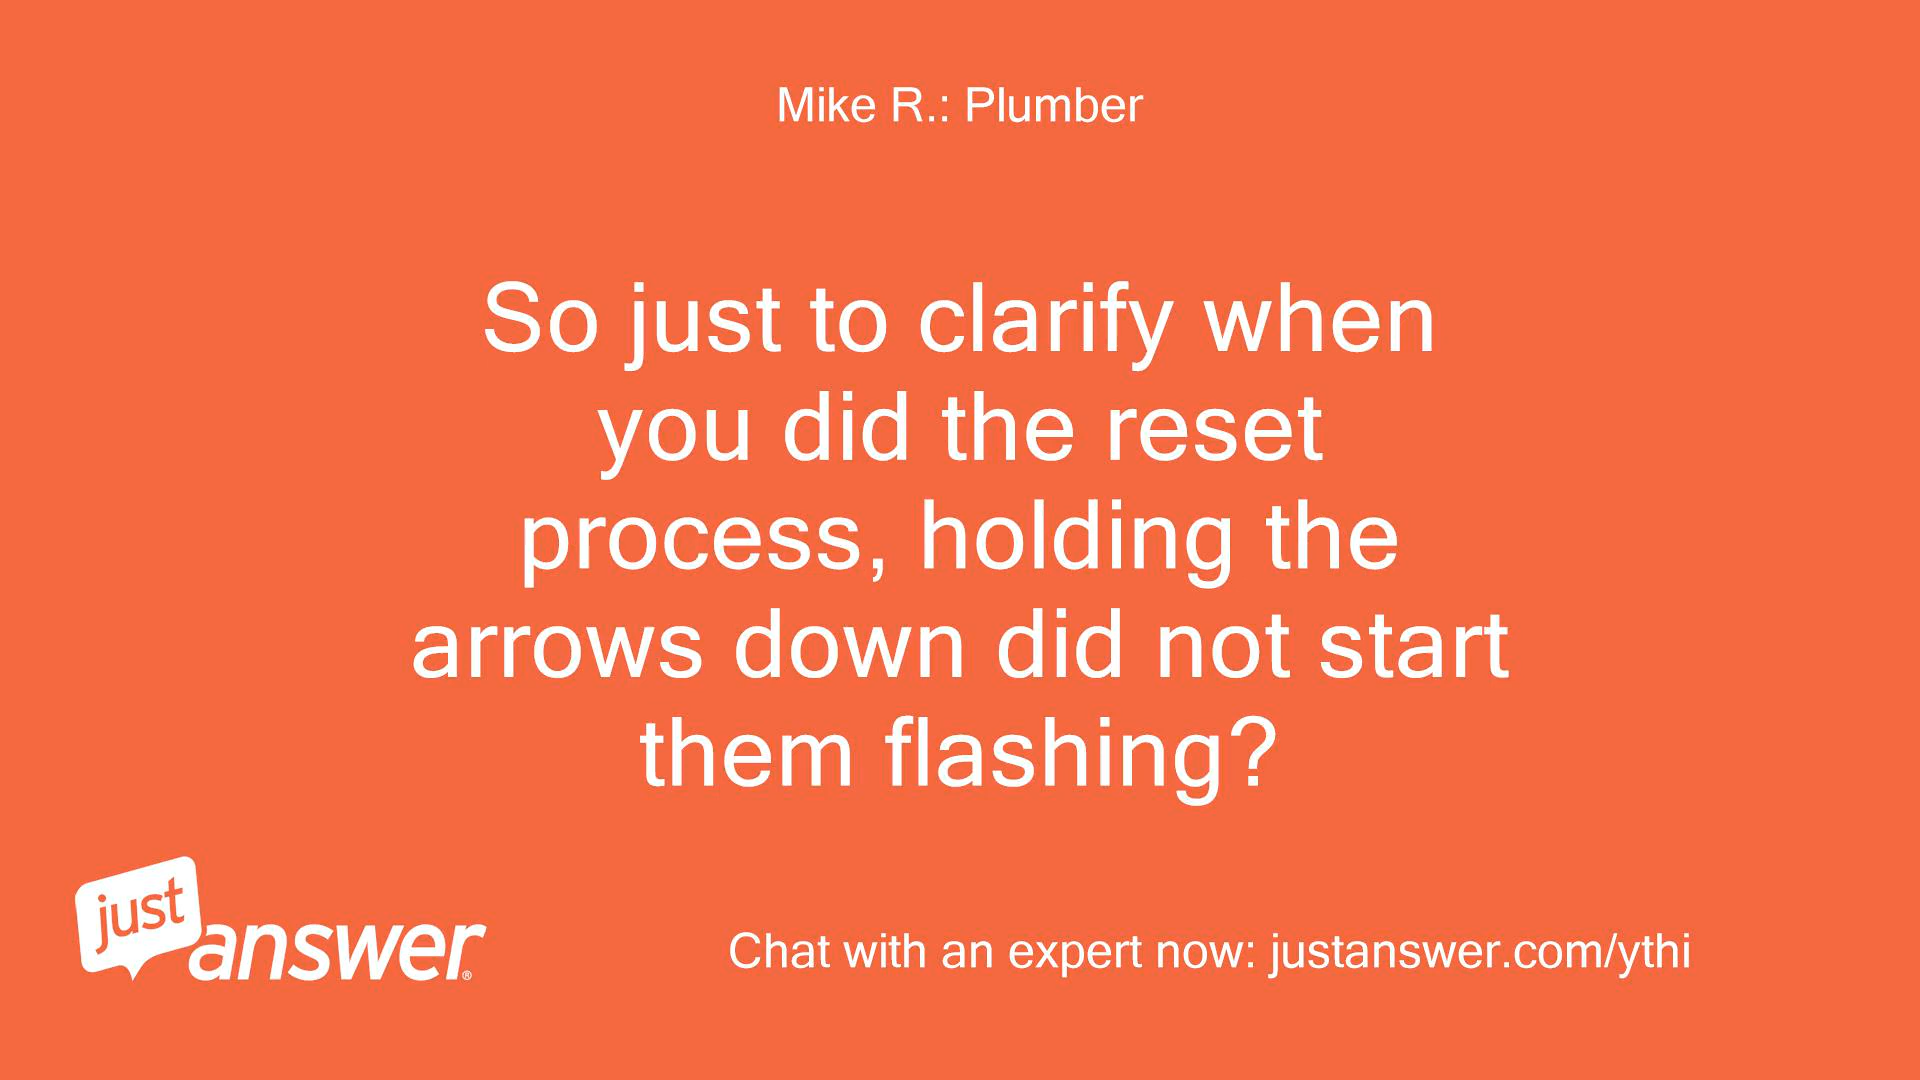 Mike R.: Plumber
So just to clarify when
you did the reset
process, holding the
arrows down did not start
them flashing?
just
answer®
Chat with an expert now: justanswer.com/ythi